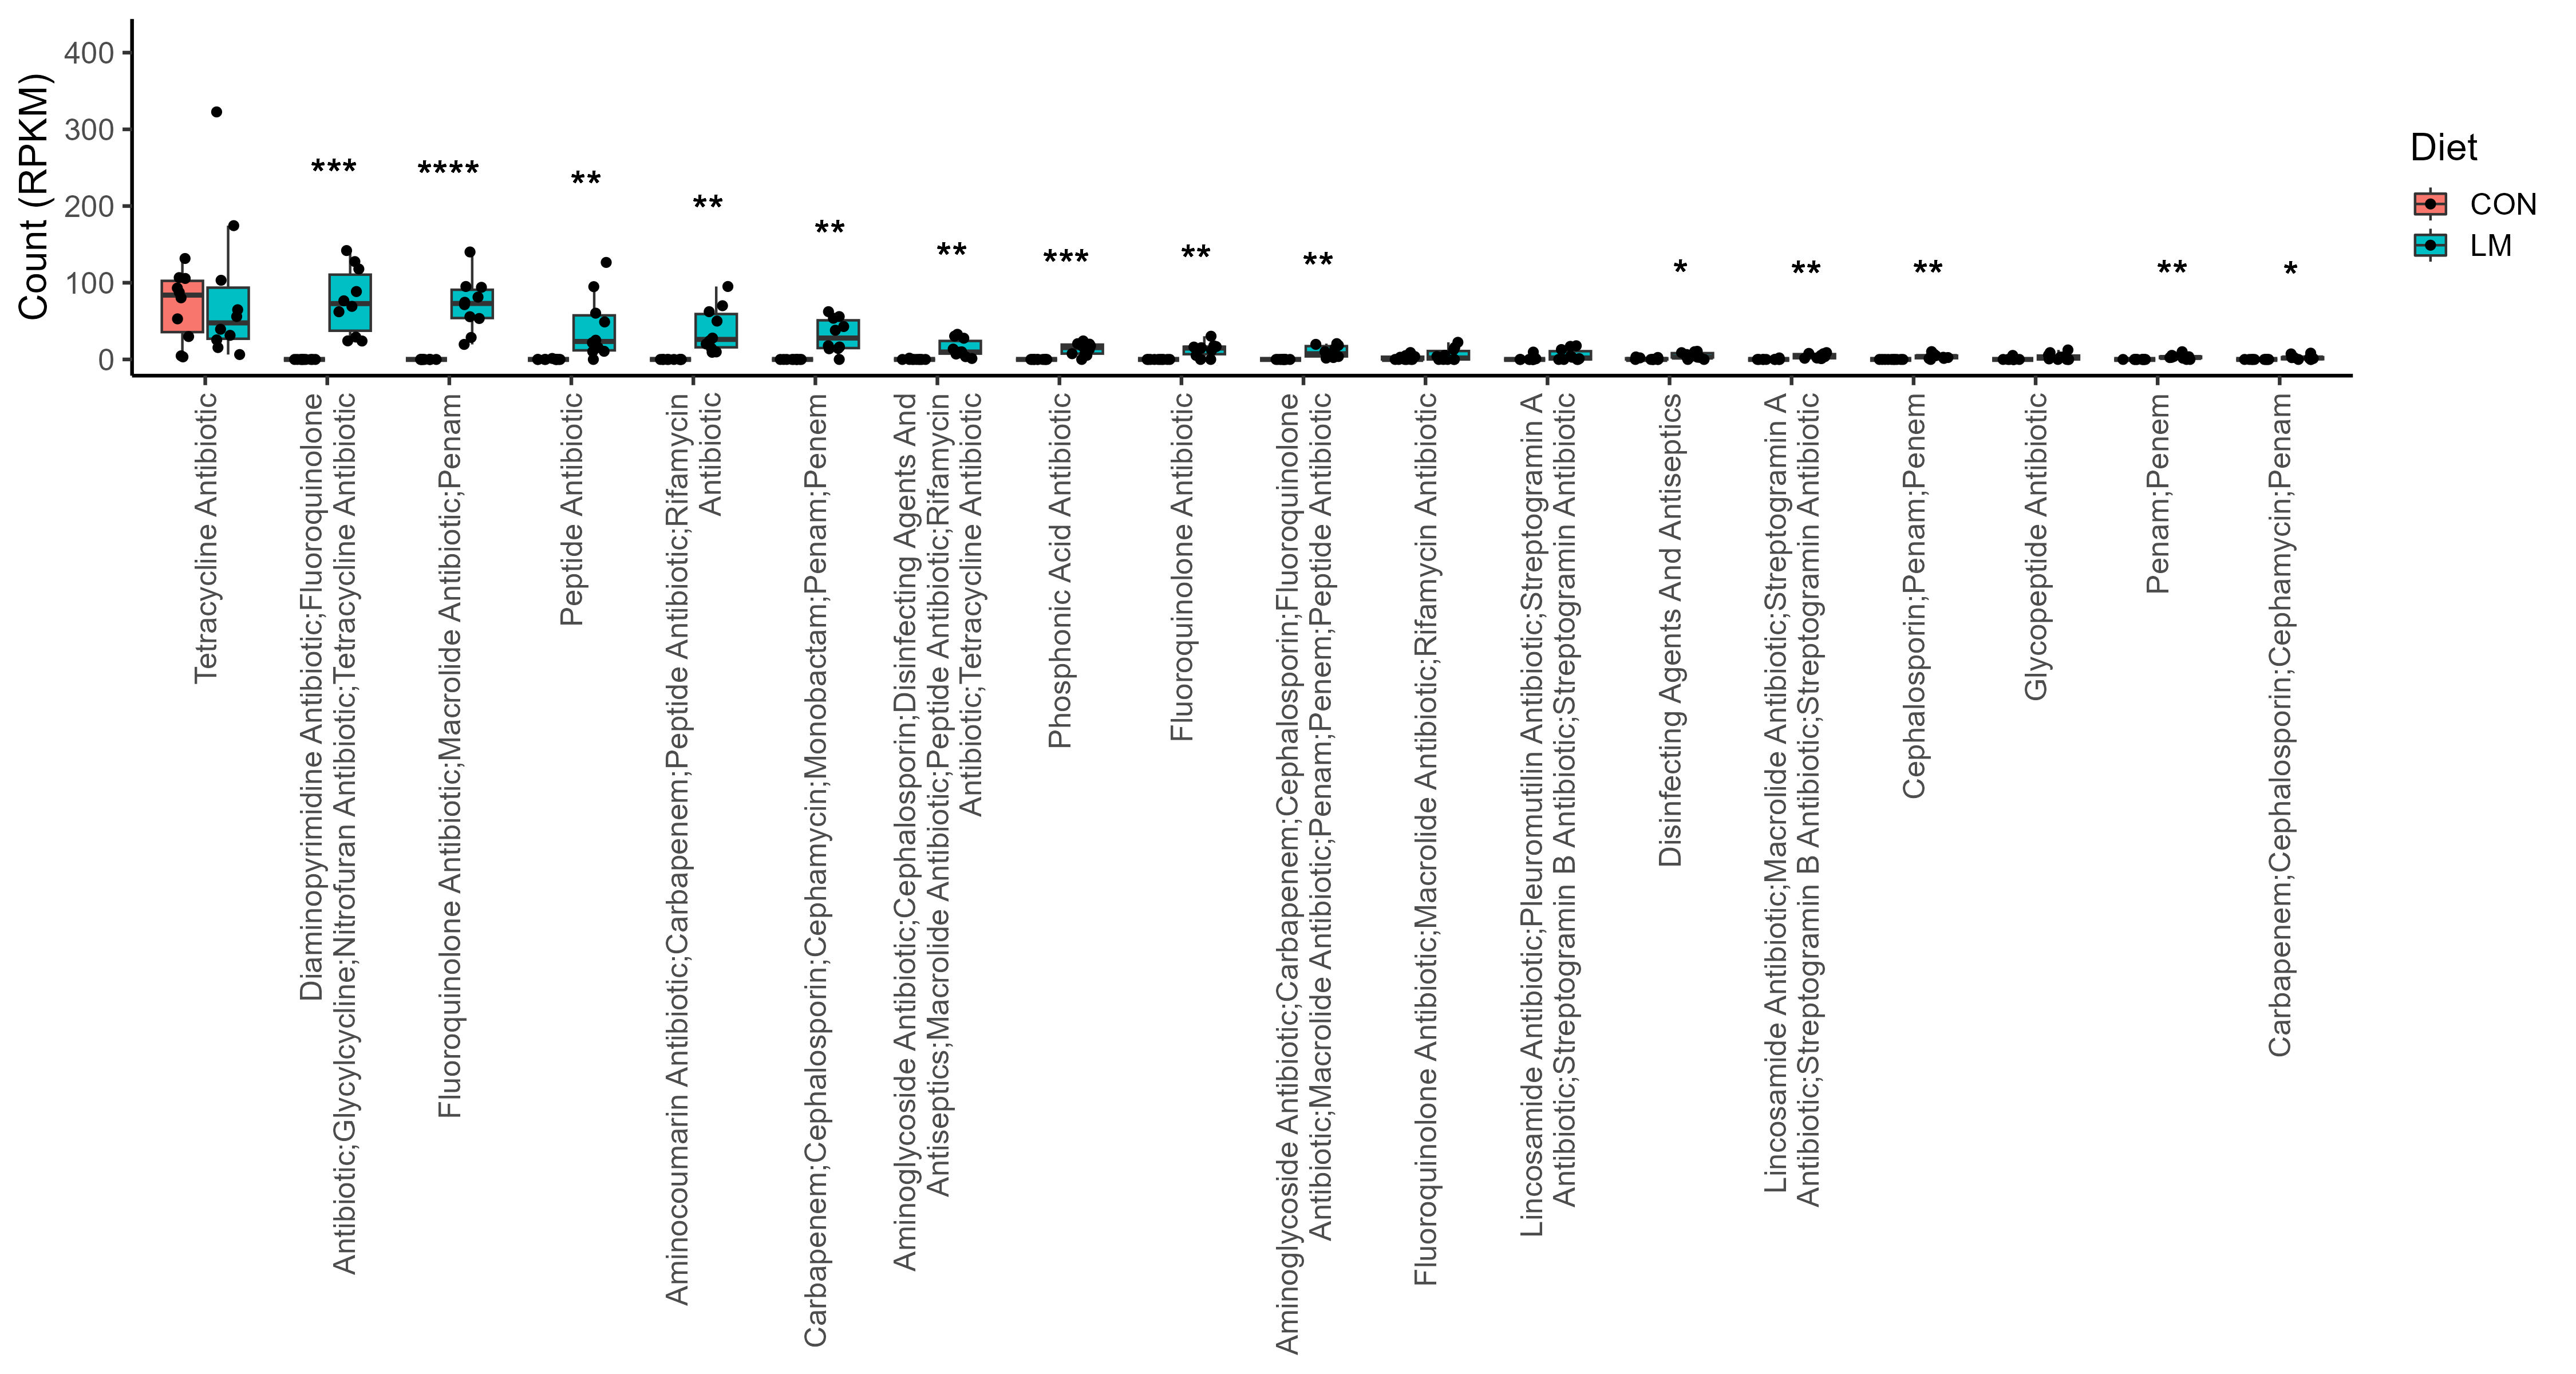 400
300
200
100
0
Count (RPKM)
***
****
**
**
**
**
***
**
**
*
**
**
**
*
Diet
CON
LM
Tetracycline Antibiotic
Diaminopyrimidine Antibiotic;Fluoroquinolone
Antibiotic;Glycylcycline;Nitrofuran Antibiotic;Tetracycline Antibiotic
Fluoroquinolone Antibiotic;Macrolide Antibiotic;Penam
Peptide Antibiotic
Aminocoumarin Antibiotic;Carbapenem;Peptide Antibiotic;Rifamycin
Antibiotic
Carbapenem;Cephalosporin;Cephamycin;Monobactam;Penam;Penem
Aminoglycoside Antibiotic;Cephalosporin;Disinfecting Agents And
Antiseptics;Macrolide Antibiotic;Peptide Antibiotic;Rifamycin
Antibiotic;Tetracycline Antibiotic
Phosphonic Acid Antibiotic
Fluoroquinolone Antibiotic
Aminoglycoside Antibiotic;Carbapenem;Cephalosporin;Fluoroquinolone
Antibiotic;Macrolide Antibiotic;Penam;Penem;Peptide Antibiotic
Fluoroquinolone Antibiotic;Macrolide Antibiotic;Rifamycin Antibiotic
Lincosamide Antibiotic;Pleuromutilin Antibiotic;Streptogramin A
Antibiotic;Streptogramin B Antibiotic;Streptogramin Antibiotic
Disinfecting Agents And Antiseptics
Lincosamide Antibiotic;Macrolide Antibiotic;Streptogramin A
Antibiotic;Streptogramin B Antibiotic;Streptogramin Antibiotic
Cephalosporin;Penam;Penem
Glycopeptide Antibiotic
Penam;Penem
Carbapenem;Cephalosporin;Cephamycin;Penam